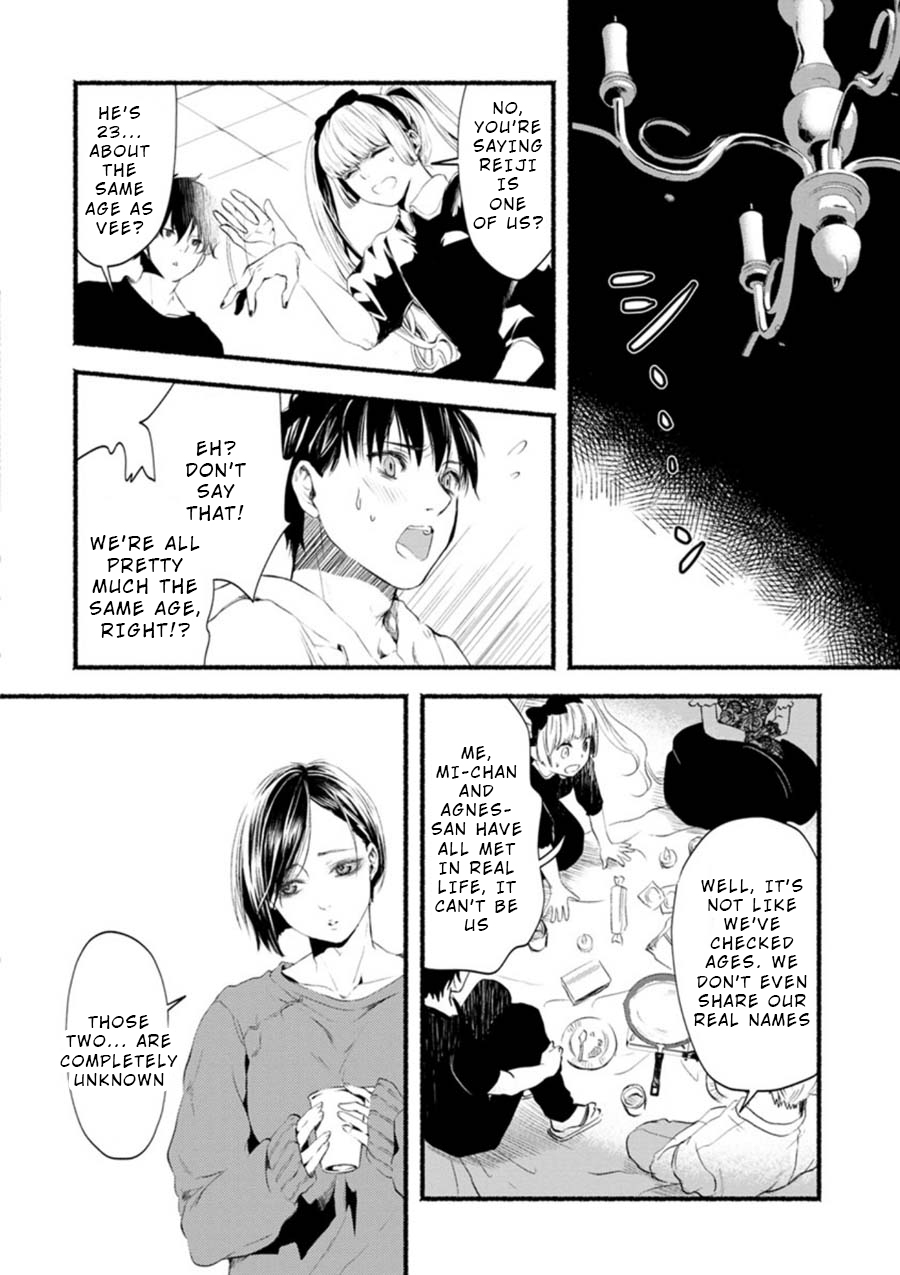 NO,
YOU'RE
SAYING
REIJI
IS
ONE
OF US?
HE'S
23...
ABOUT
THE
SAME
AGE AS
VEE?
EH?
DON'T
SAY
THAT!
WE'RE ALL
PRETTY
MUCH THE
SAME AGE,
RIGHT!?
WELL, IT'S
NOT LIKE
WE'VE
CHECKED
AGES. WE
DON'T EVEN
SHARE OUR
REAL NAMES
ME,
MI-CHAN
AND
AGNES-
SAN HAVE
ALL MET
IN REAL
LIFE, IT
CAN'T BE
US
THOSE
TWO... ARE
COMPLETELY
UNKNOWN